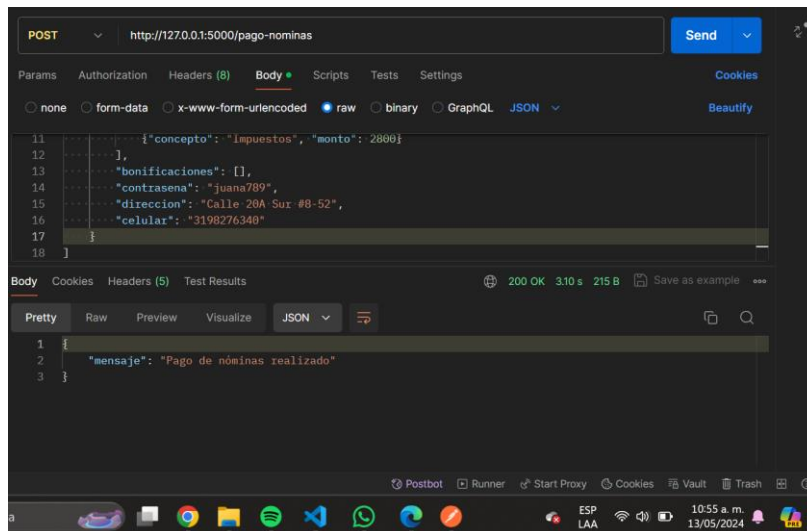 POST http://127.0.0.1:5000/pago-nominas Send
Params Authorization Headers (8) Body Scripts Tests Settings Cookies
none form-data x-www-form-urlencoded raw binary GraphQL JSON Beautify
11 {"concepto": "Impuestos", "monto": 2800}
12 ],
13 "bonificaciones": [],
14 "contrasena": "juana789",
15 "direccion": "Calle 20A Sur #8-52",
16 "celular": "3198276340"
17 }
18 ]
Body Cookies Headers (5) Test Results 200 OK 3.10 s 215 B Save as example
Pretty Raw Preview Visualize JSON
1 {
2 "mensaje": "Pago de nóminas realizado"
3 }
Postbot Runner Start Proxy Cookies Vault Trash
a ESP LAA 10:55 a. m. 13/05/2024